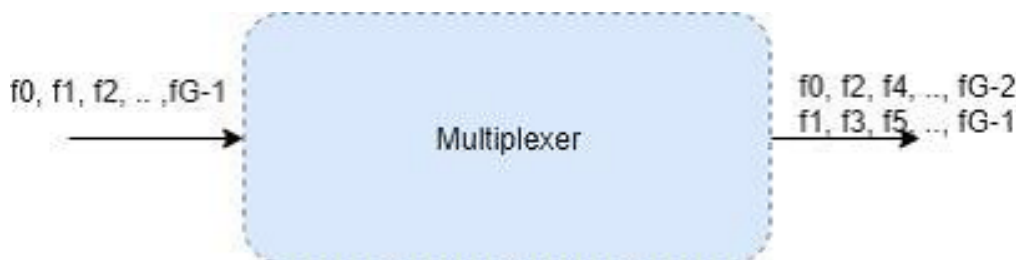 f0, f1, f2, .. ,fG-1
Multiplexer
f0, f2, f4, .., fG-2
f1, f3, f5, .., fG-1